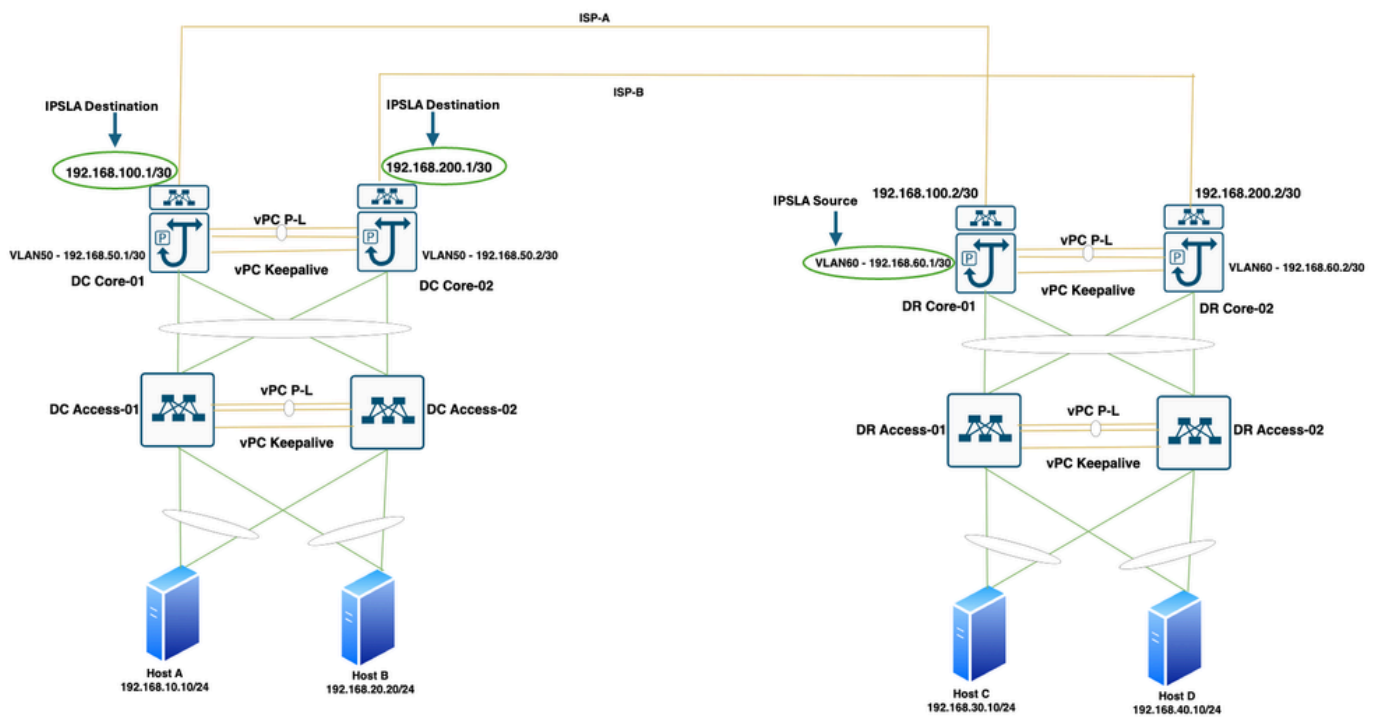 ISP-A
ISP-B
IPSLA Destination
IPSLA Destination
192.168.100.1/30
192.168.200.1/30
192.168.100.2/30
192.168.200.2/30
IPSLA Source
vPC P-L
P
P
VLAN50 - 192.168.50.1/30
VLAN50 - 192.168.50.2/30
vPC Keepalive
DC Core-01
DC Core-02
vPC P-L
P
P
VLAN60 - 192.168.60.1/30
VLAN60 - 192.168.60.2/30
vPC Keepalive
DR Core-01
DR Core-02
vPC P-L
DC Access-01
DC Access-02
vPC Keepalive
vPC P-L
DR Access-01
DR Access-02
vPC Keepalive
Host A
192.168.10.10/24
Host B
192.168.20.20/24
Host C
192.168.30.10/24
Host D
192.168.40.10/24